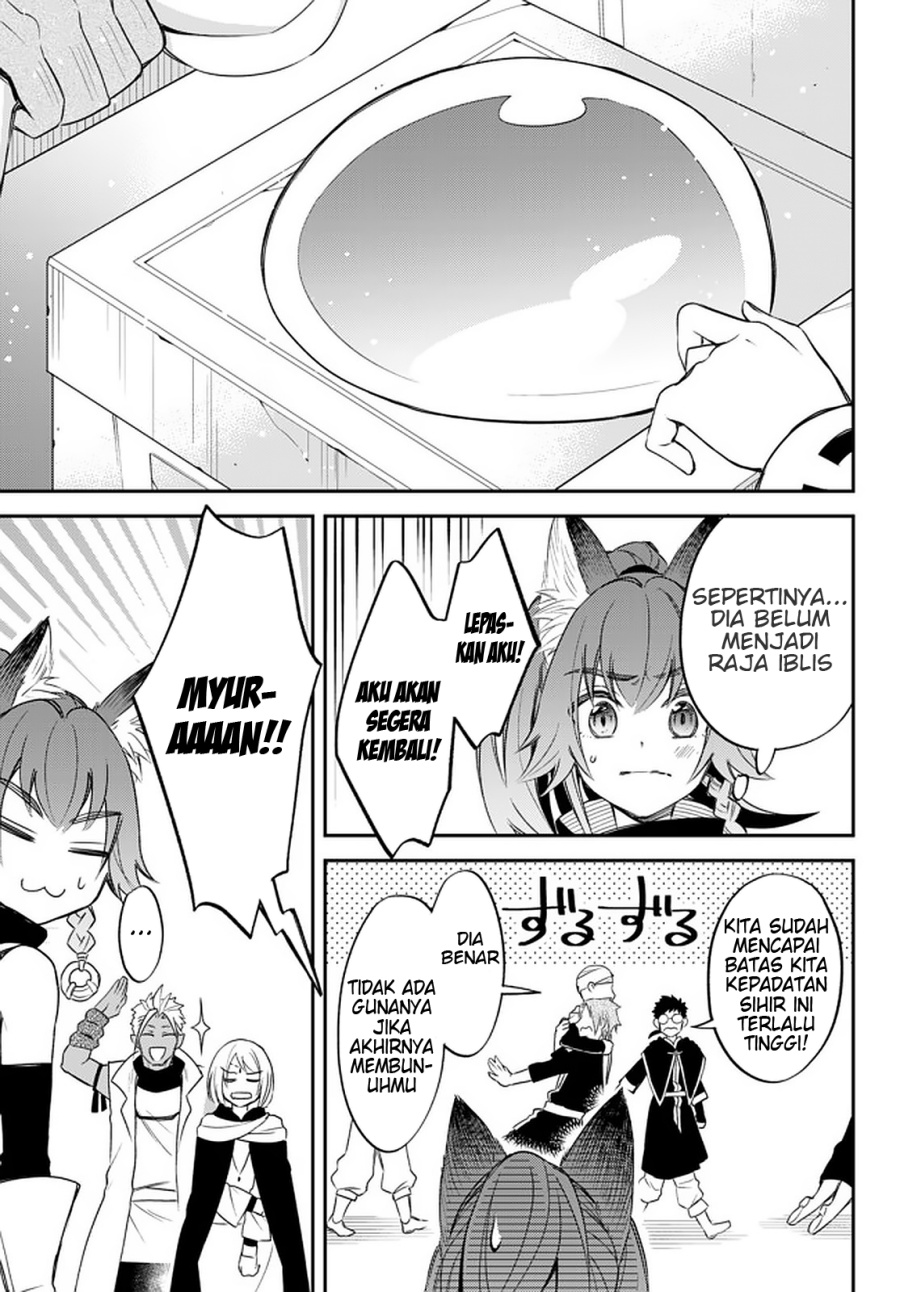 SEPERTINYA...
DIA BELUM
MENJADI
RAJA IBLIS
LEPAS-
KAN AKU!
AKU AKAN
SEGERA
KEMBALI!
KITA SUDAH
MENCAPAI
BATAS KITA
KEPADATAN
SIHIR INI
TERLALU
TINGGI!
ずるずる
DIA
BENAR
TIDAK ADA
GUNANYA
JIKA
AKHIRNYA
MEMBUN-
UHMU
MYUR-
AAAAN!!
...